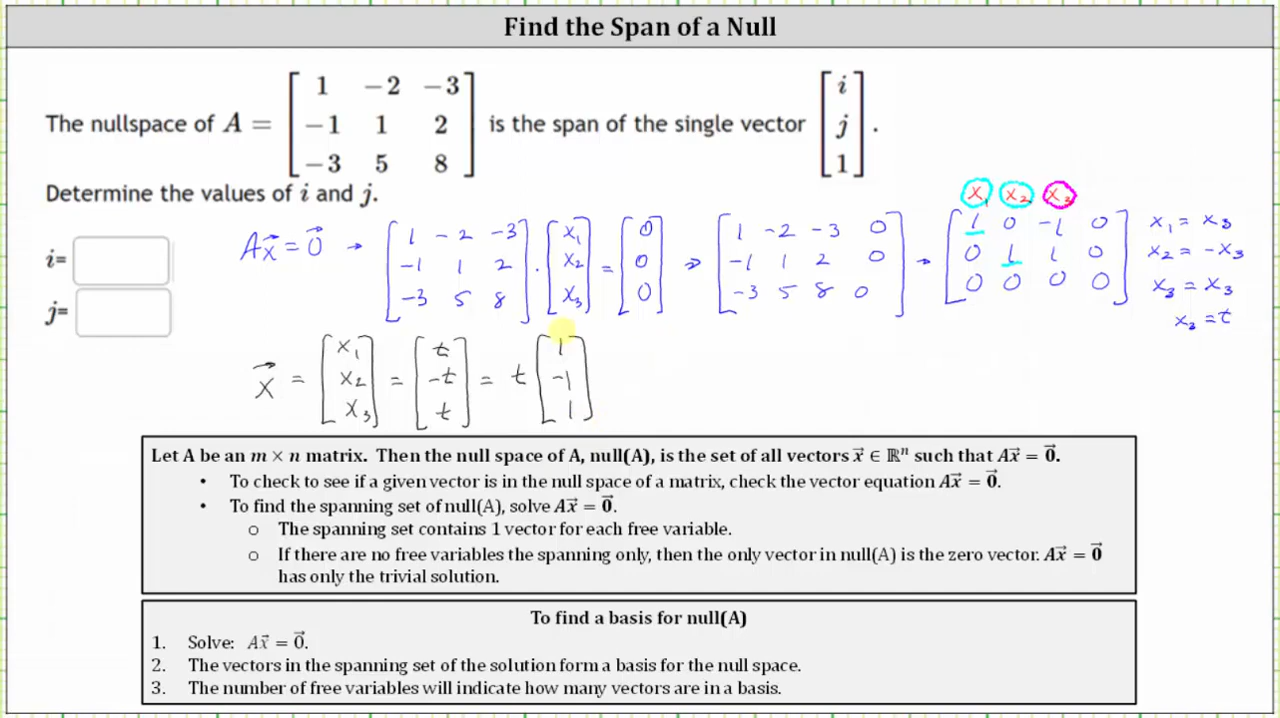 Find the Span of a Null
The nullspace of A = [1 −2 −3; −1 1 2; −3 5 8] is the span of the single vector [i; j; 1].
Determine the values of i and j.
i=
j=
Ax⃗ = 0⃗ → [1 -2 -3; -1 1 2; -3 5 8] · [x₁; x₂; x₃] = [0; 0; 0] → [1 -2 -3 0; -1 1 2 0; -3 5 8 0] → [1 0 -1 0; 0 1 1 0; 0 0 0 0]
x₁ x₂ x₃
x₁ = x₃
x₂ = -x₃
x₃ = x₃
x₃ = t
x⃗ = [x₁; x₂; x₃] = [t; -t; t] = t [1; -1; 1]
Let A be an m × n matrix. Then the null space of A, null(A), is the set of all vectors x⃗ ∈ ℝⁿ such that Ax⃗ = 0⃗.
• To check to see if a given vector is in the null space of a matrix, check the vector equation Ax⃗ = 0⃗.
• To find the spanning set of null(A), solve Ax⃗ = 0⃗.
o The spanning set contains 1 vector for each free variable.
o If there are no free variables the spanning only, then the only vector in null(A) is the zero vector. Ax⃗ = 0⃗
has only the trivial solution.
To find a basis for null(A)
1. Solve: Ax⃗ = 0⃗.
2. The vectors in the spanning set of the solution form a basis for the null space.
3. The number of free variables will indicate how many vectors are in a basis.